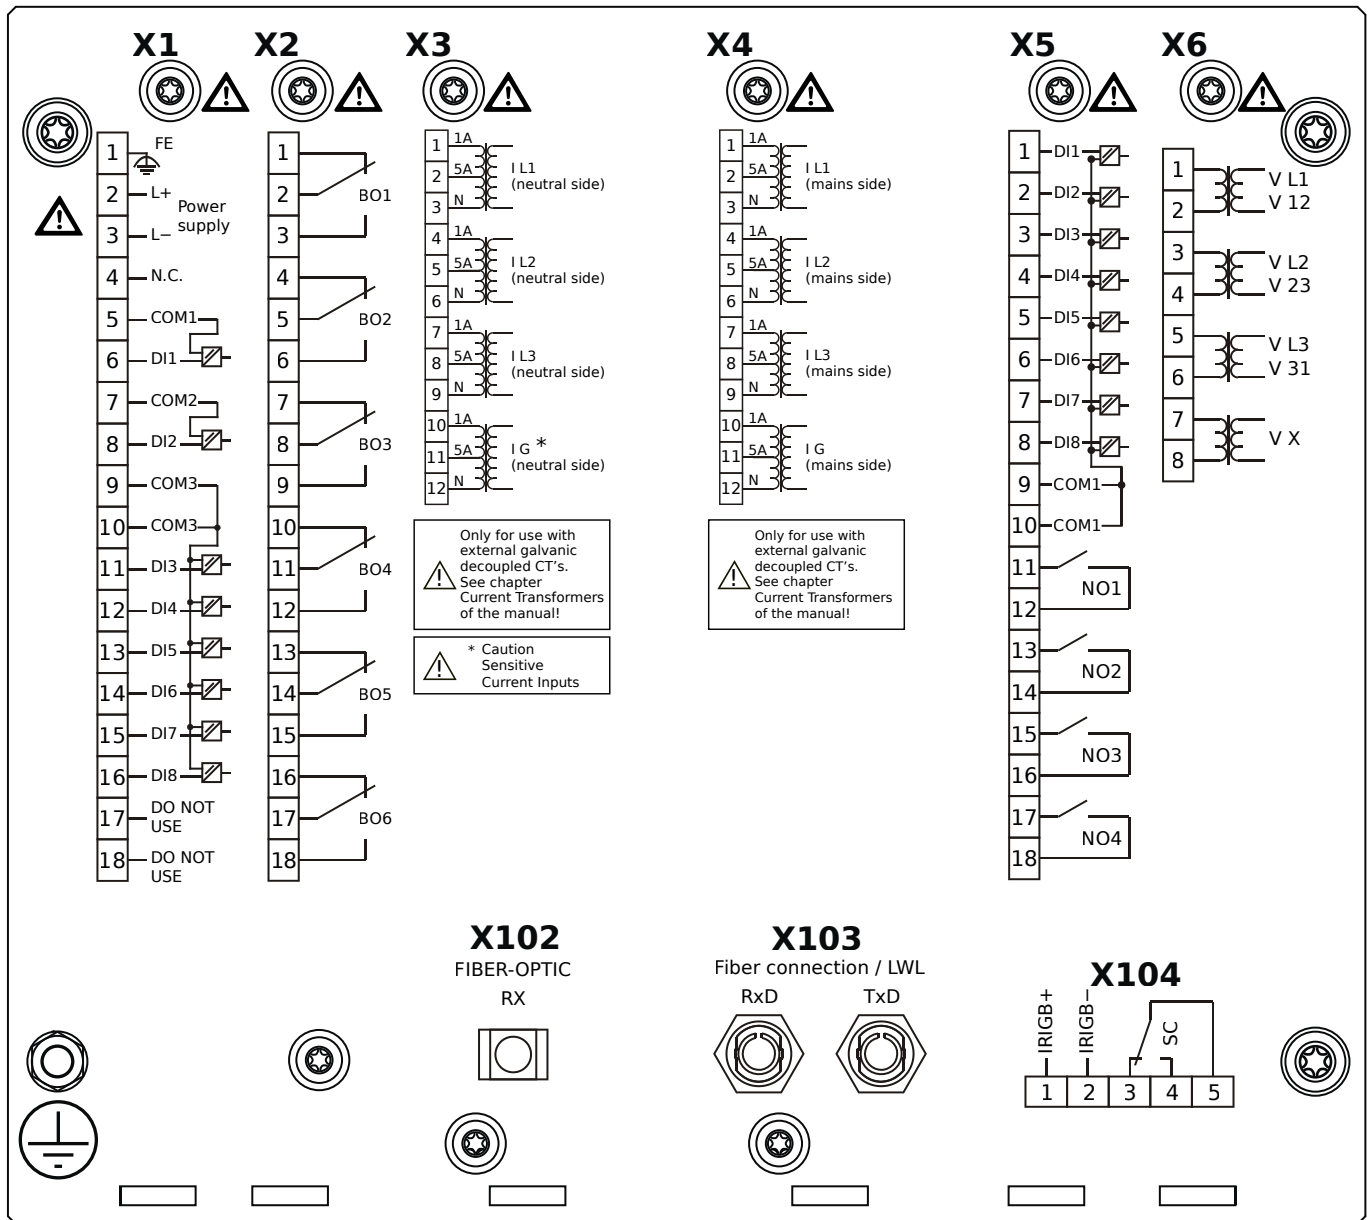 X1
X2
X3
X4
X5
X6
1 FE
2 L+ Power
supply
3 L−
4 N.C.
5 COM1
6 DI1
7 COM2
8 DI2
9 COM3
10 COM3
11 DI3
12 DI4
13 DI5
14 DI6
15 DI7
16 DI8
17 DO NOT
USE
18 DO NOT
USE
1
2 BO1
3
4
5 BO2
6
7
8 BO3
9
10
11 BO4
12
13
14 BO5
15
16
17 BO6
18
1 1A
2 5A I L1
(neutral side)
3 N
4 1A
5 5A I L2
(neutral side)
6 N
7 1A
8 5A I L3
(neutral side)
9 N
10 1A
11 5A I G *
(neutral side)
12 N
Only for use with
external galvanic
decoupled CT's.
See chapter
Current Transformers
of the manual!
* Caution
Sensitive
Current Inputs
1 1A
2 5A I L1
(mains side)
3 N
4 1A
5 5A I L2
(mains side)
6 N
7 1A
8 5A I L3
(mains side)
9 N
10 1A
11 5A I G
(mains side)
12 N
Only for use with
external galvanic
decoupled CT's.
See chapter
Current Transformers
of the manual!
1 DI1
2 DI2
3 DI3
4 DI4
5 DI5
6 DI6
7 DI7
8 DI8
9 COM1
10 COM1
11
NO1
12
13
NO2
14
15
NO3
16
17
NO4
18
1 V L1
2 V 12
3 V L2
4 V 23
5 V L3
6 V 31
7
V X
8
X102
FIBER-OPTIC
RX
X103
Fiber connection / LWL
RxD TxD
X104
IRIGB+
IRIGB−
SC
1 2 3 4 5